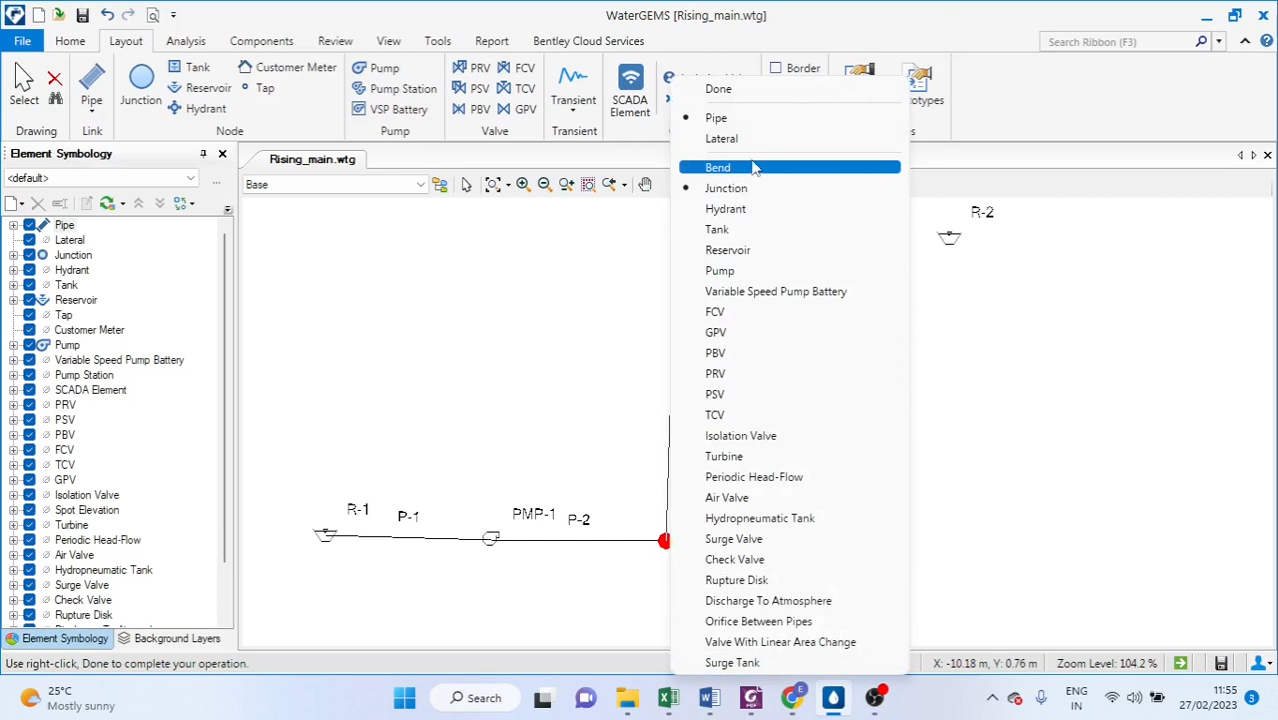 WaterGEMS [Rising_main.wtg]
File Home Layout Analysis Components Review View Tools Report Bentley Cloud Services Search Ribbon (F3)
Select
Drawing
Pipe
Link
Junction
Tank
Reservoir
Hydrant
Customer Meter
Tap
Node
Pump
Pump Station
VSP Battery
Pump
PRV FCV
PSV TCV
PBV GPV
Valve
Transient
Transient
SCADA
Element
Border
Element Symbology
<default>
Pipe
Lateral
Junction
Hydrant
Tank
Reservoir
Tap
Customer Meter
Pump
Variable Speed Pump Battery
Pump Station
SCADA Element
PRV
PSV
PBV
FCV
TCV
GPV
Isolation Valve
Spot Elevation
Turbine
Periodic Head-Flow
Air Valve
Hydropneumatic Tank
Surge Valve
Check Valve
Rupture Disk
Element Symbology Background Layers
Rising_main.wtg
Base
R-1
P-1
PMP-1
P-2
R-2
Done
Pipe
Lateral
Bend
Junction
Hydrant
Tank
Reservoir
Pump
Variable Speed Pump Battery
FCV
GPV
PBV
PRV
PSV
TCV
Isolation Valve
Turbine
Periodic Head-Flow
Air Valve
Hydropneumatic Tank
Surge Valve
Check Valve
Rupture Disk
Discharge To Atmosphere
Orifice Between Pipes
Valve With Linear Area Change
Surge Tank
Use right-click, Done to complete your operation.
X: -10.18 m, Y: 0.76 m Zoom Level: 104.2 %
25°C
Mostly sunny
Search
ENG
IN
11:55
27/02/2023
3